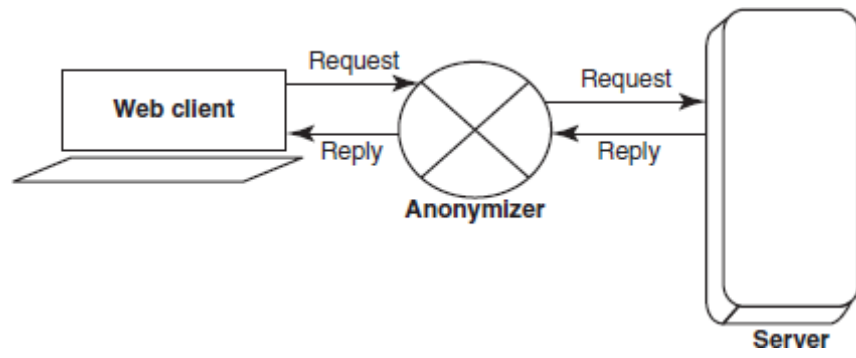 Request
Request
Web client
Reply
Reply
Anonymizer
Server